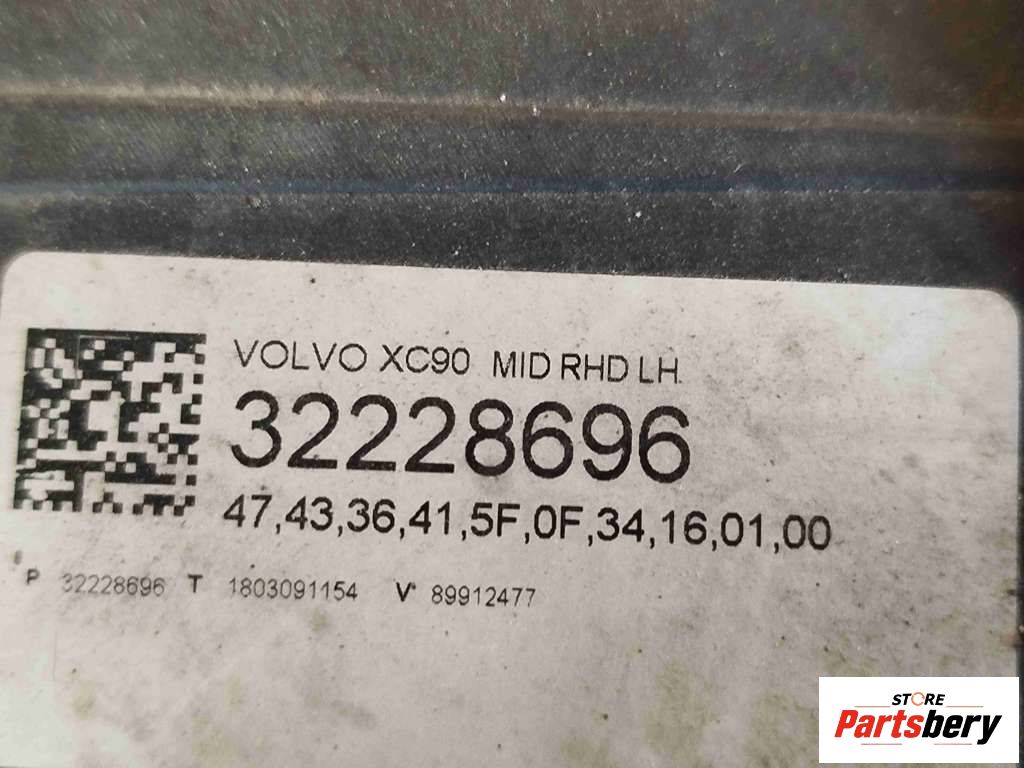 VOLVO XC90 MID RHD LH
32228696
47,43,36,41,5F,0F,34,16,01,00
P 32228696 T 1803091154 V 89912477
STORE
Partsbery